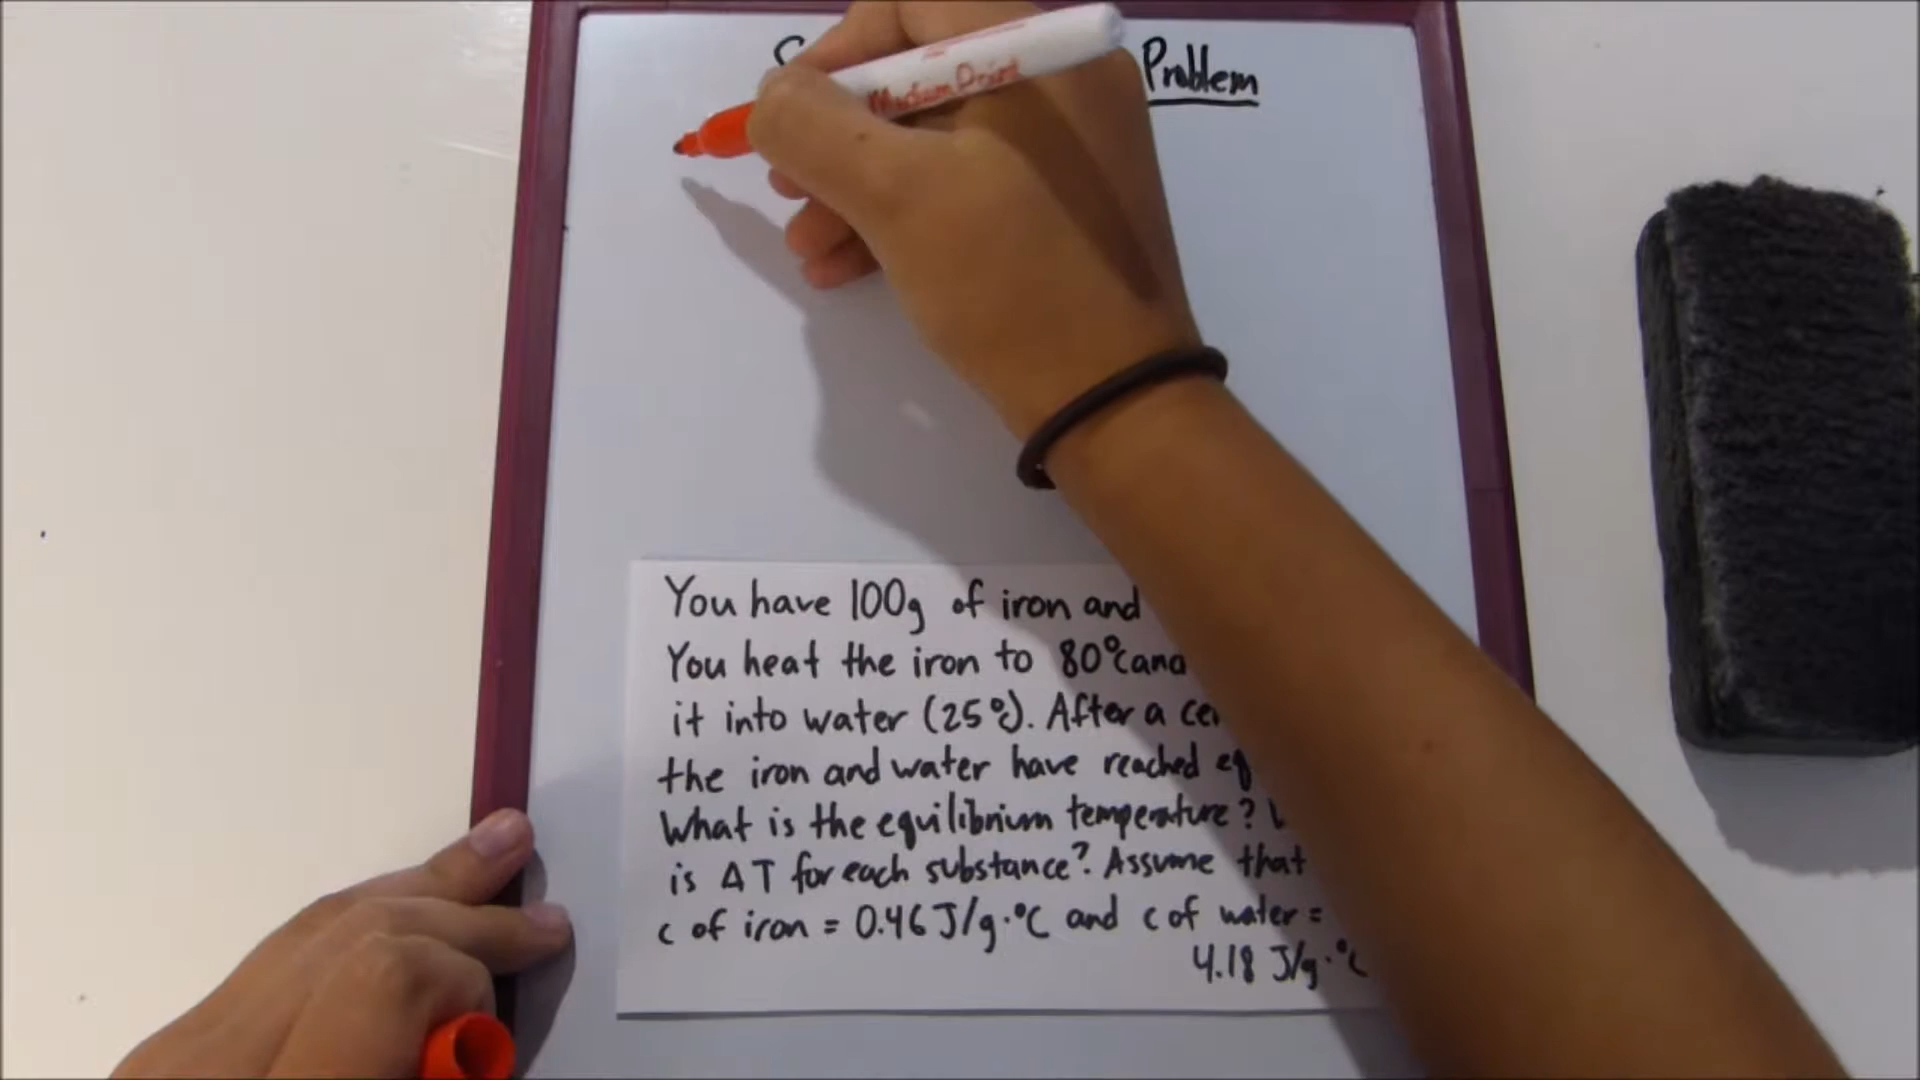 Problem
Medium Point
You have 100g of iron and
You heat the iron to 80°C and
it into water (25°C). After a
the iron and water have reached
What is the equilibrium temperature?
is ΔT for each substance? Assume that
c of iron = 0.46 J/g·°C and c of water =
4.18 J/g·°C